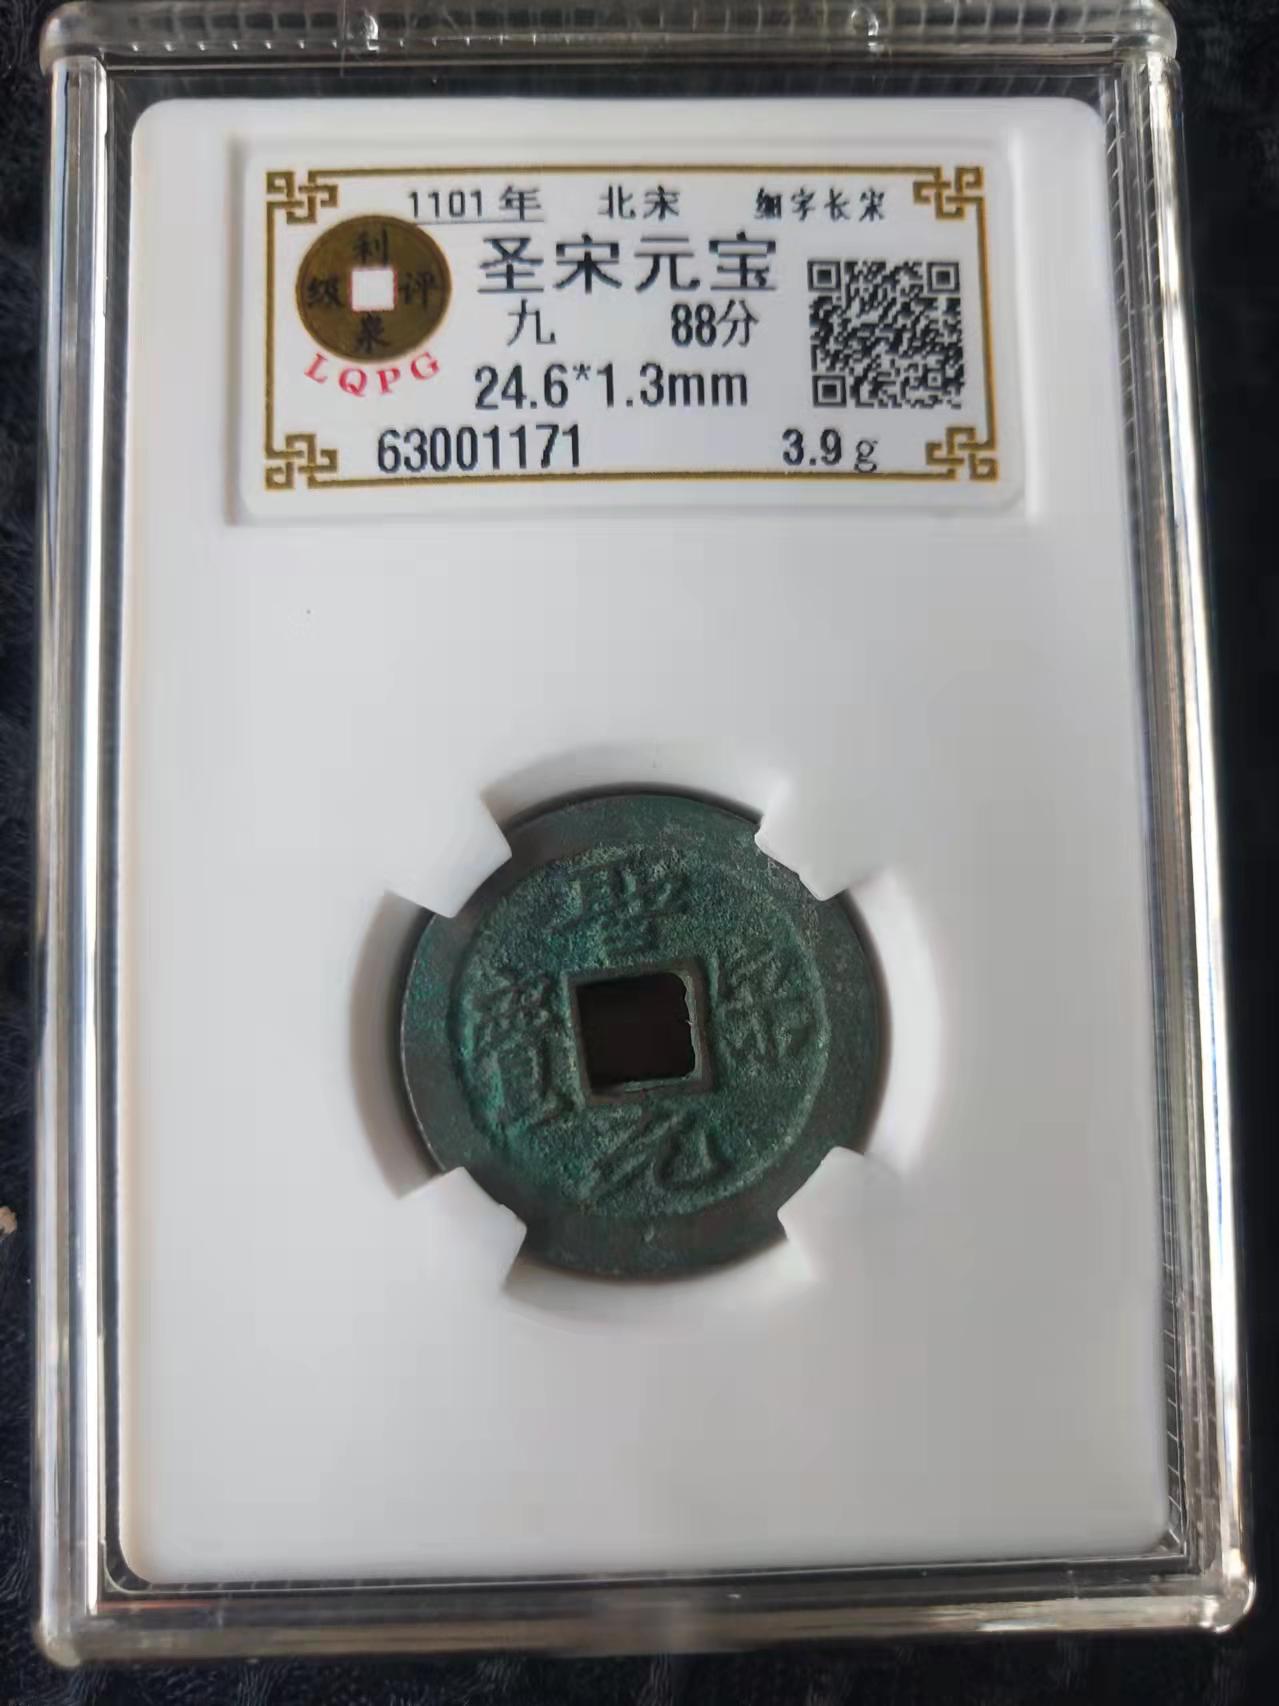 1101年 北宋 细字长宋
利评泉级
圣宋元宝
九 88分
LQPG
24.6*1.3mm
63001171 3.9g
聖宋元寶